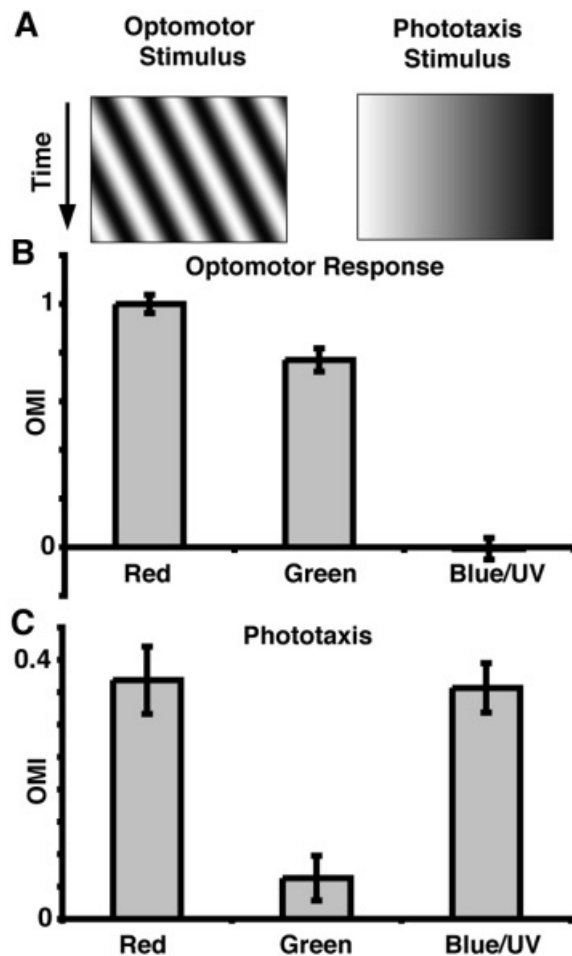 A
Optomotor
Stimulus
Phototaxis
Stimulus
Time
B
Optomotor Response
OMI
1
0
Red
Green
Blue/UV
C
Phototaxis
OMI
0.4
0
Red
Green
Blue/UV